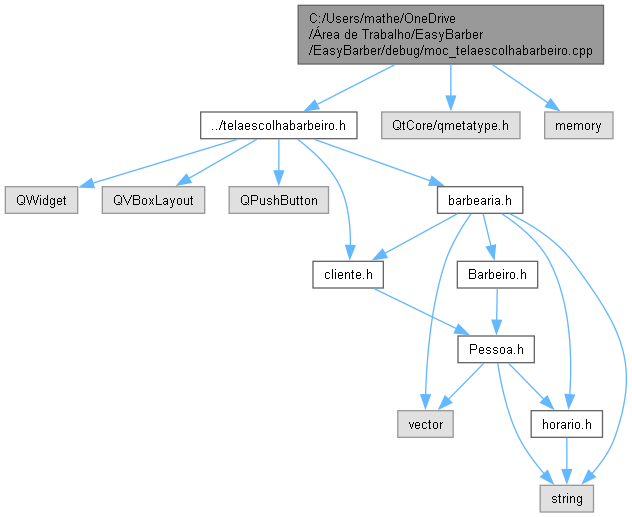 C:/Users/mathe/OneDrive
/Área de Trabalho/EasyBarber
/EasyBarber/debug/moc_telaescolhabarbeiro.cpp
../telaescolhabarbeiro.h
QtCore/qmetatype.h
memory
QWidget
QVBoxLayout
QPushButton
barbearia.h
cliente.h
Barbeiro.h
Pessoa.h
vector
horario.h
string